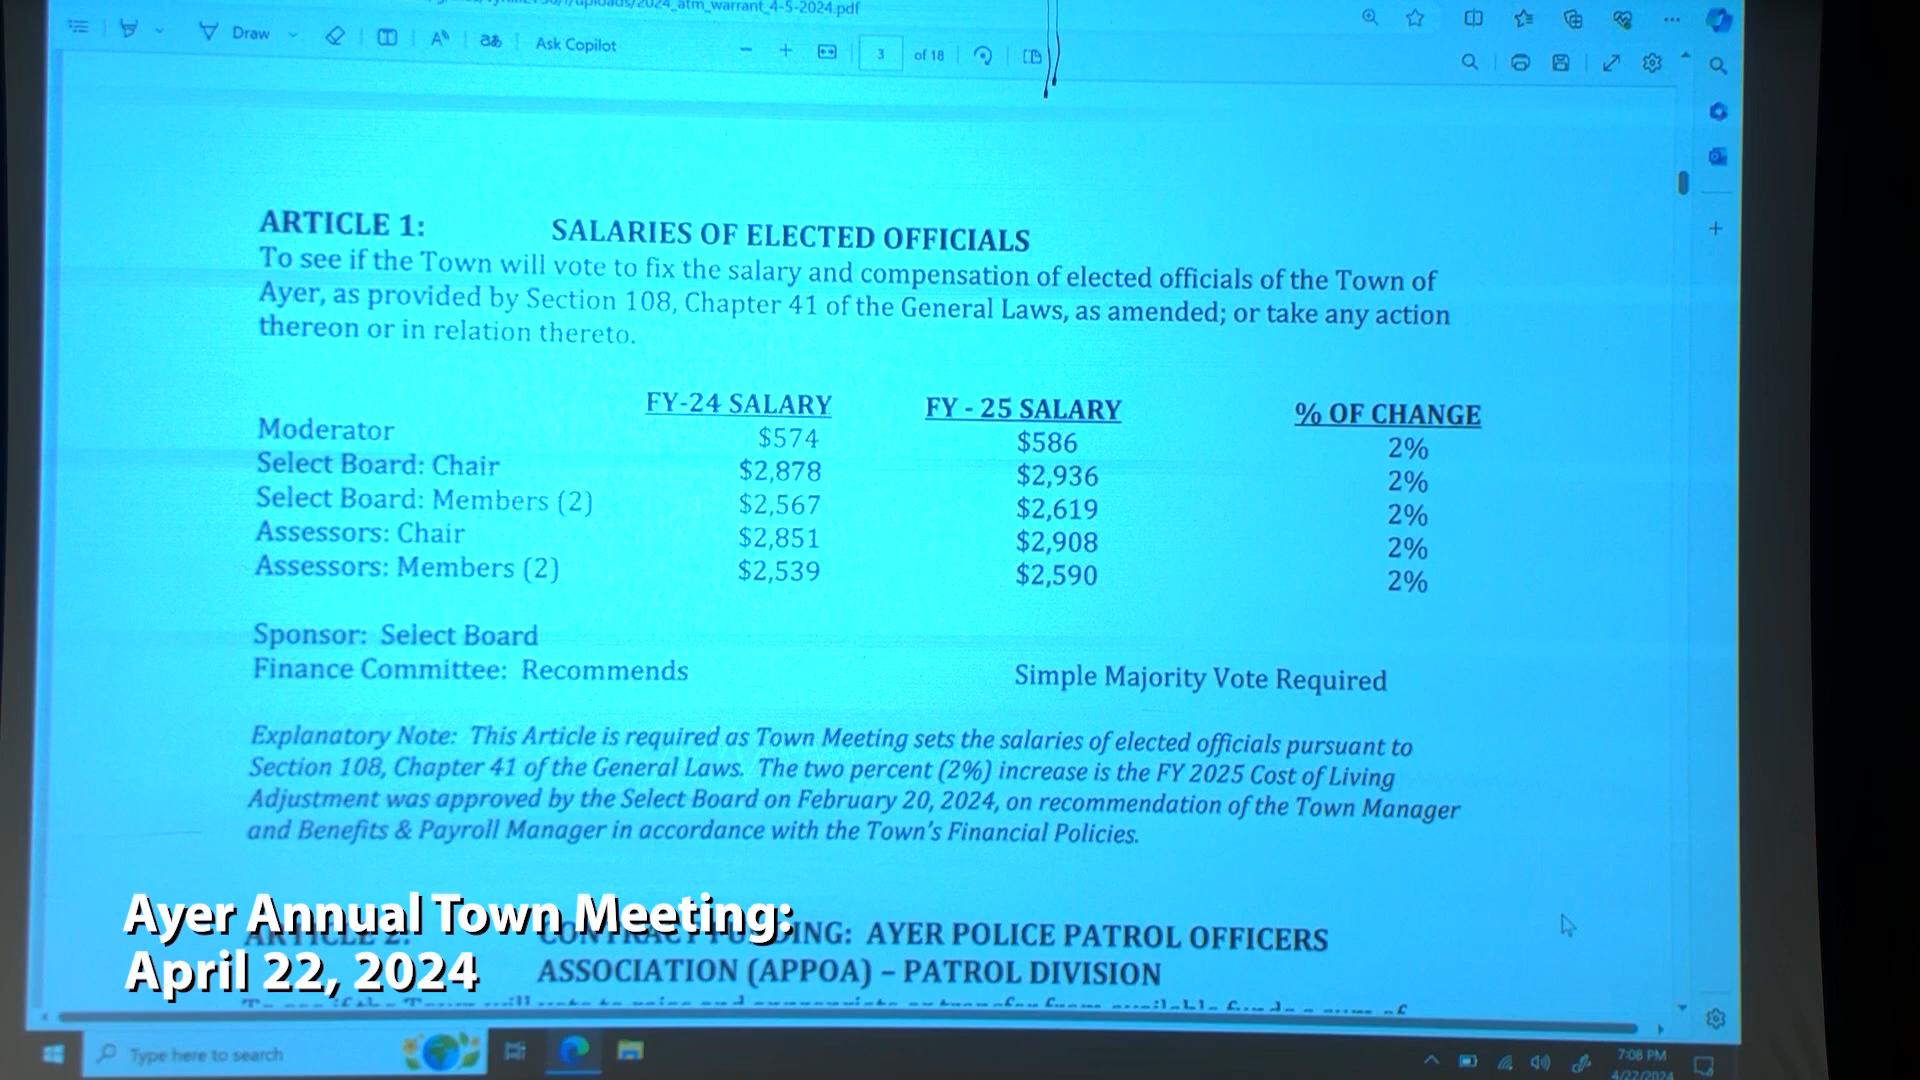 uploads/2024_atm_warrant_4-5-2024.pdf
Draw
Ask Copilot
3 of 18
ARTICLE 1: SALARIES OF ELECTED OFFICIALS
To see if the Town will vote to fix the salary and compensation of elected officials of the Town of
Ayer, as provided by Section 108, Chapter 41 of the General Laws, as amended; or take any action
thereon or in relation thereto.
FY-24 SALARY FY - 25 SALARY % OF CHANGE
Moderator $574 $586 2%
Select Board: Chair $2,878 $2,936 2%
Select Board: Members (2) $2,567 $2,619 2%
Assessors: Chair $2,851 $2,908 2%
Assessors: Members (2) $2,539 $2,590 2%
Sponsor: Select Board
Finance Committee: Recommends Simple Majority Vote Required
Explanatory Note: This Article is required as Town Meeting sets the salaries of elected officials pursuant to
Section 108, Chapter 41 of the General Laws. The two percent (2%) increase is the FY 2025 Cost of Living
Adjustment was approved by the Select Board on February 20, 2024, on recommendation of the Town Manager
and Benefits & Payroll Manager in accordance with the Town's Financial Policies.
ARTICLE 2: CONTRACT FUNDING: AYER POLICE PATROL OFFICERS
ASSOCIATION (APPOA) – PATROL DIVISION
Ayer Annual Town Meeting:
April 22, 2024
Type here to search
7:08 PM
4/22/2024